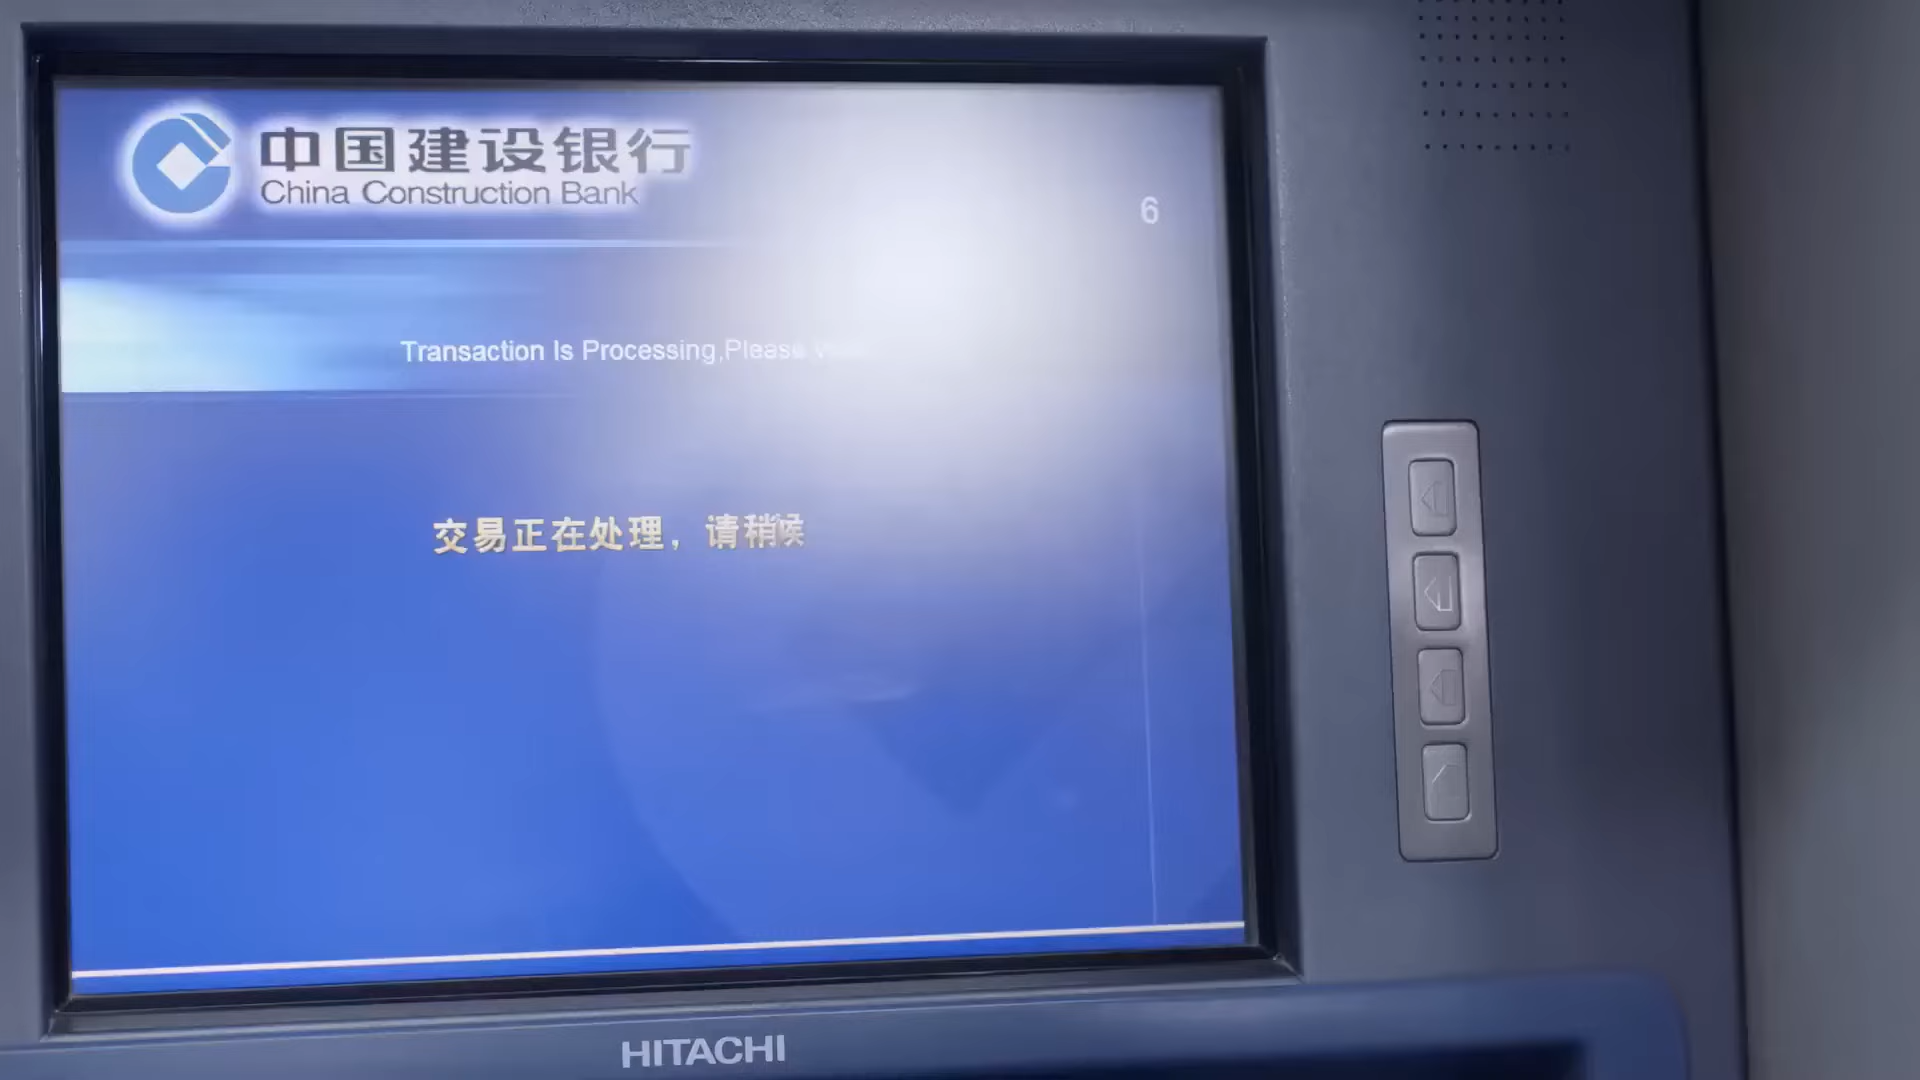 中国建设银行
China Construction Bank
6
Transaction Is Processing,Please
交易正在处理，请稍候
HITACHI